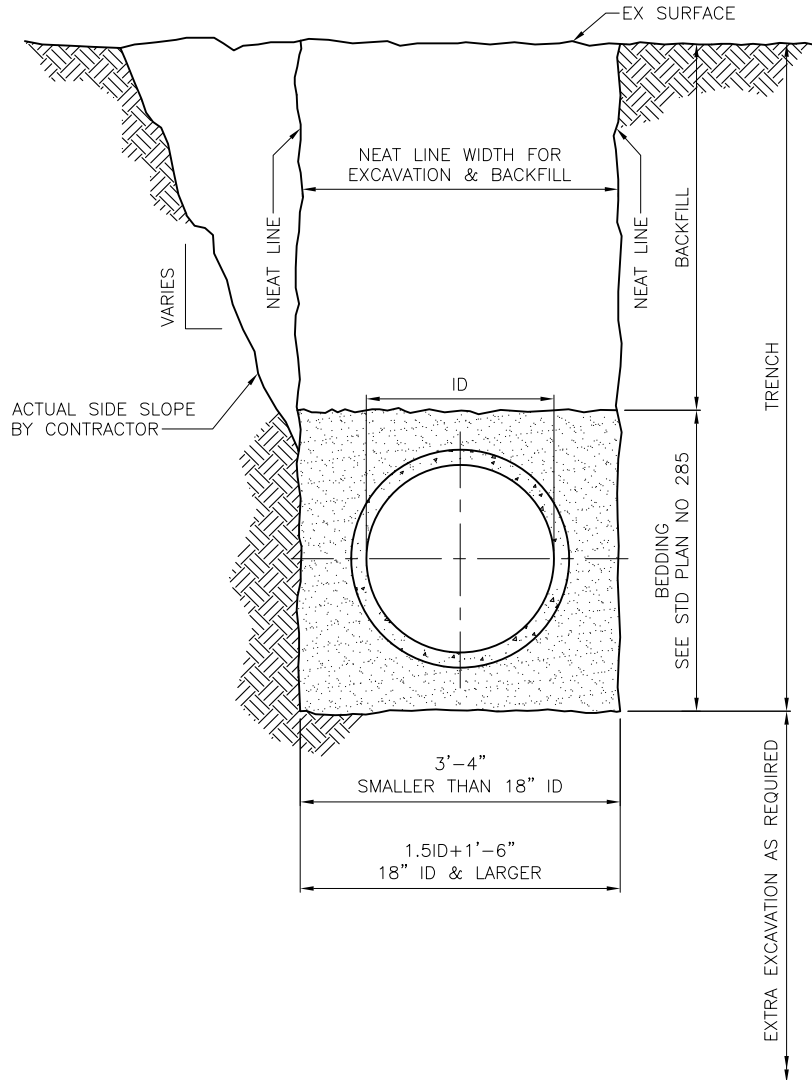 EX SURFACE
NEAT LINE WIDTH FOR
EXCAVATION & BACKFILL
NEAT LINE
NEAT LINE
BACKFILL
VARIES
TRENCH
ID
ACTUAL SIDE SLOPE
BY CONTRACTOR
BEDDING
SEE STD PLAN NO 285
3'-4"
SMALLER THAN 18" ID
1.5ID+1'-6"
18" ID & LARGER
EXTRA EXCAVATION AS REQUIRED